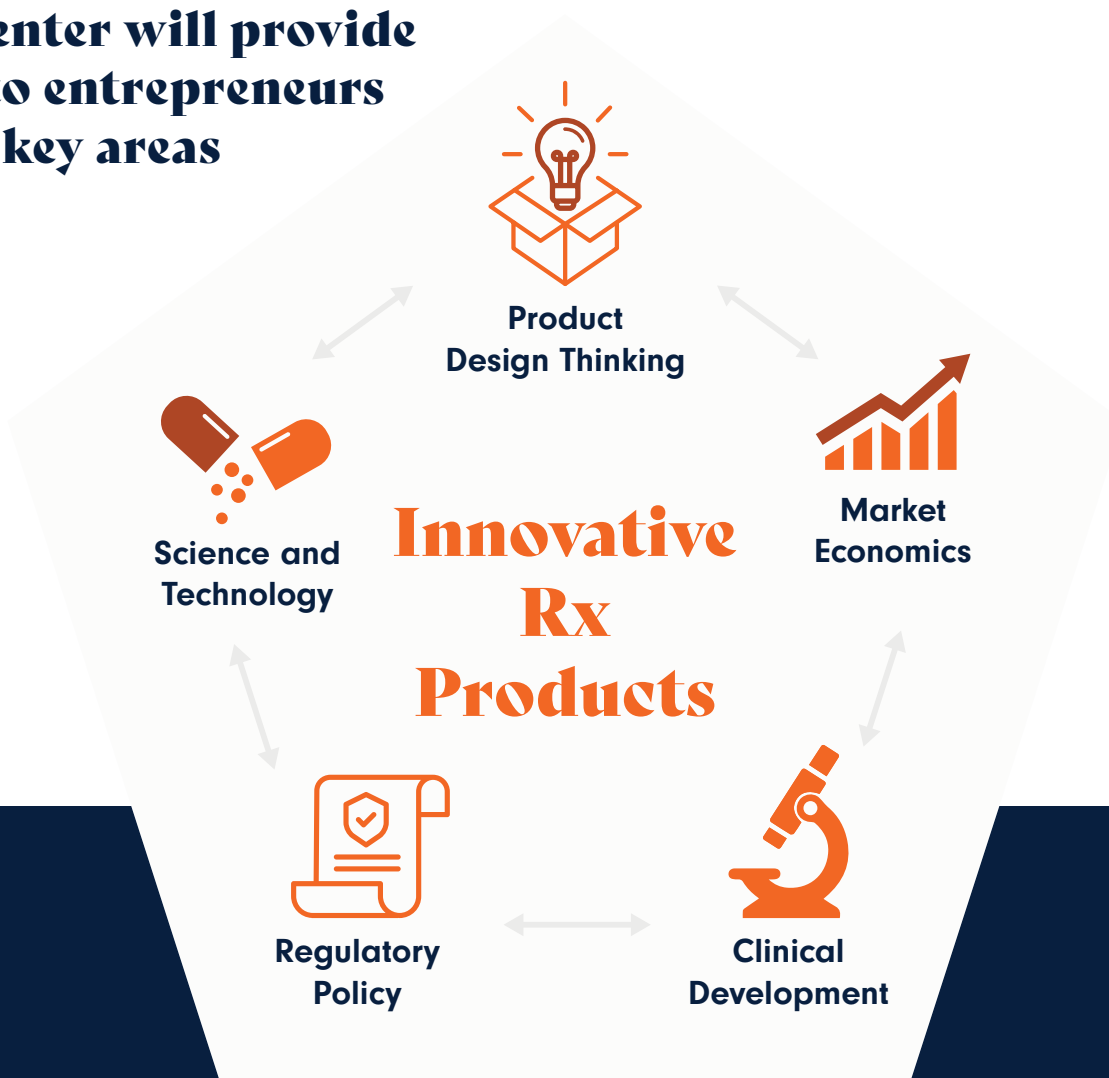 enter will provide
to entrepreneurs
key areas
Product
Design Thinking
Market
Economics
Science and
Technology
Innovative
Rx
Products
Regulatory
Policy
Clinical
Development